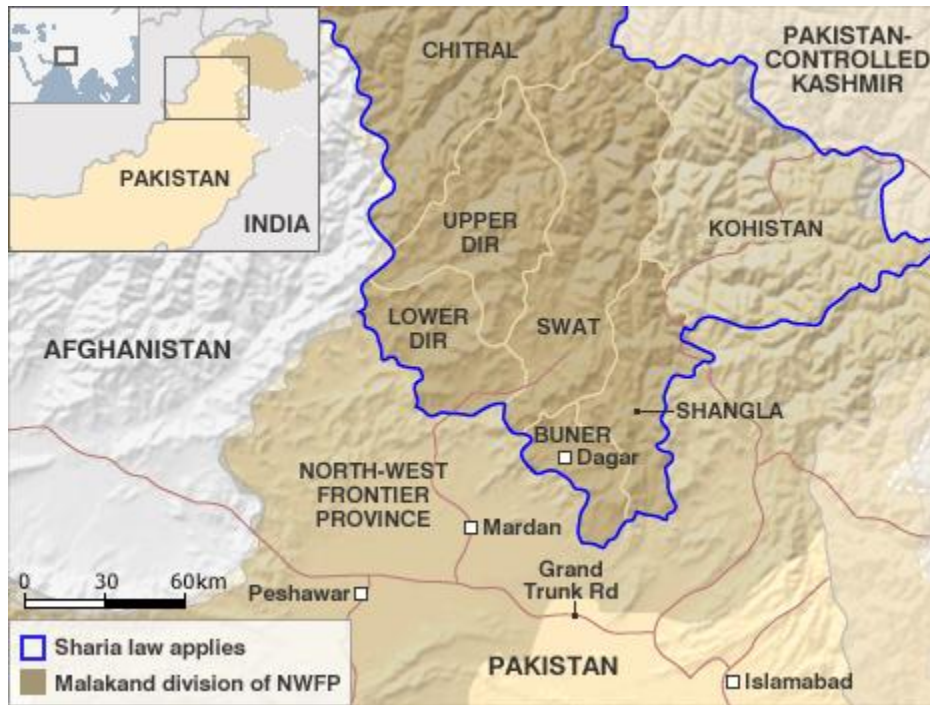 CHITRAL
PAKISTAN-
CONTROLLED
KASHMIR
PAKISTAN
INDIA
UPPER
DIR
KOHISTAN
LOWER
DIR
SWAT
AFGHANISTAN
SHANGLA
BUNER
Dagar
NORTH-WEST
FRONTIER
PROVINCE
Mardan
0 30 60km
Peshawar
Grand
Trunk Rd
Sharia law applies
Malakand division of NWFP
PAKISTAN
Islamabad